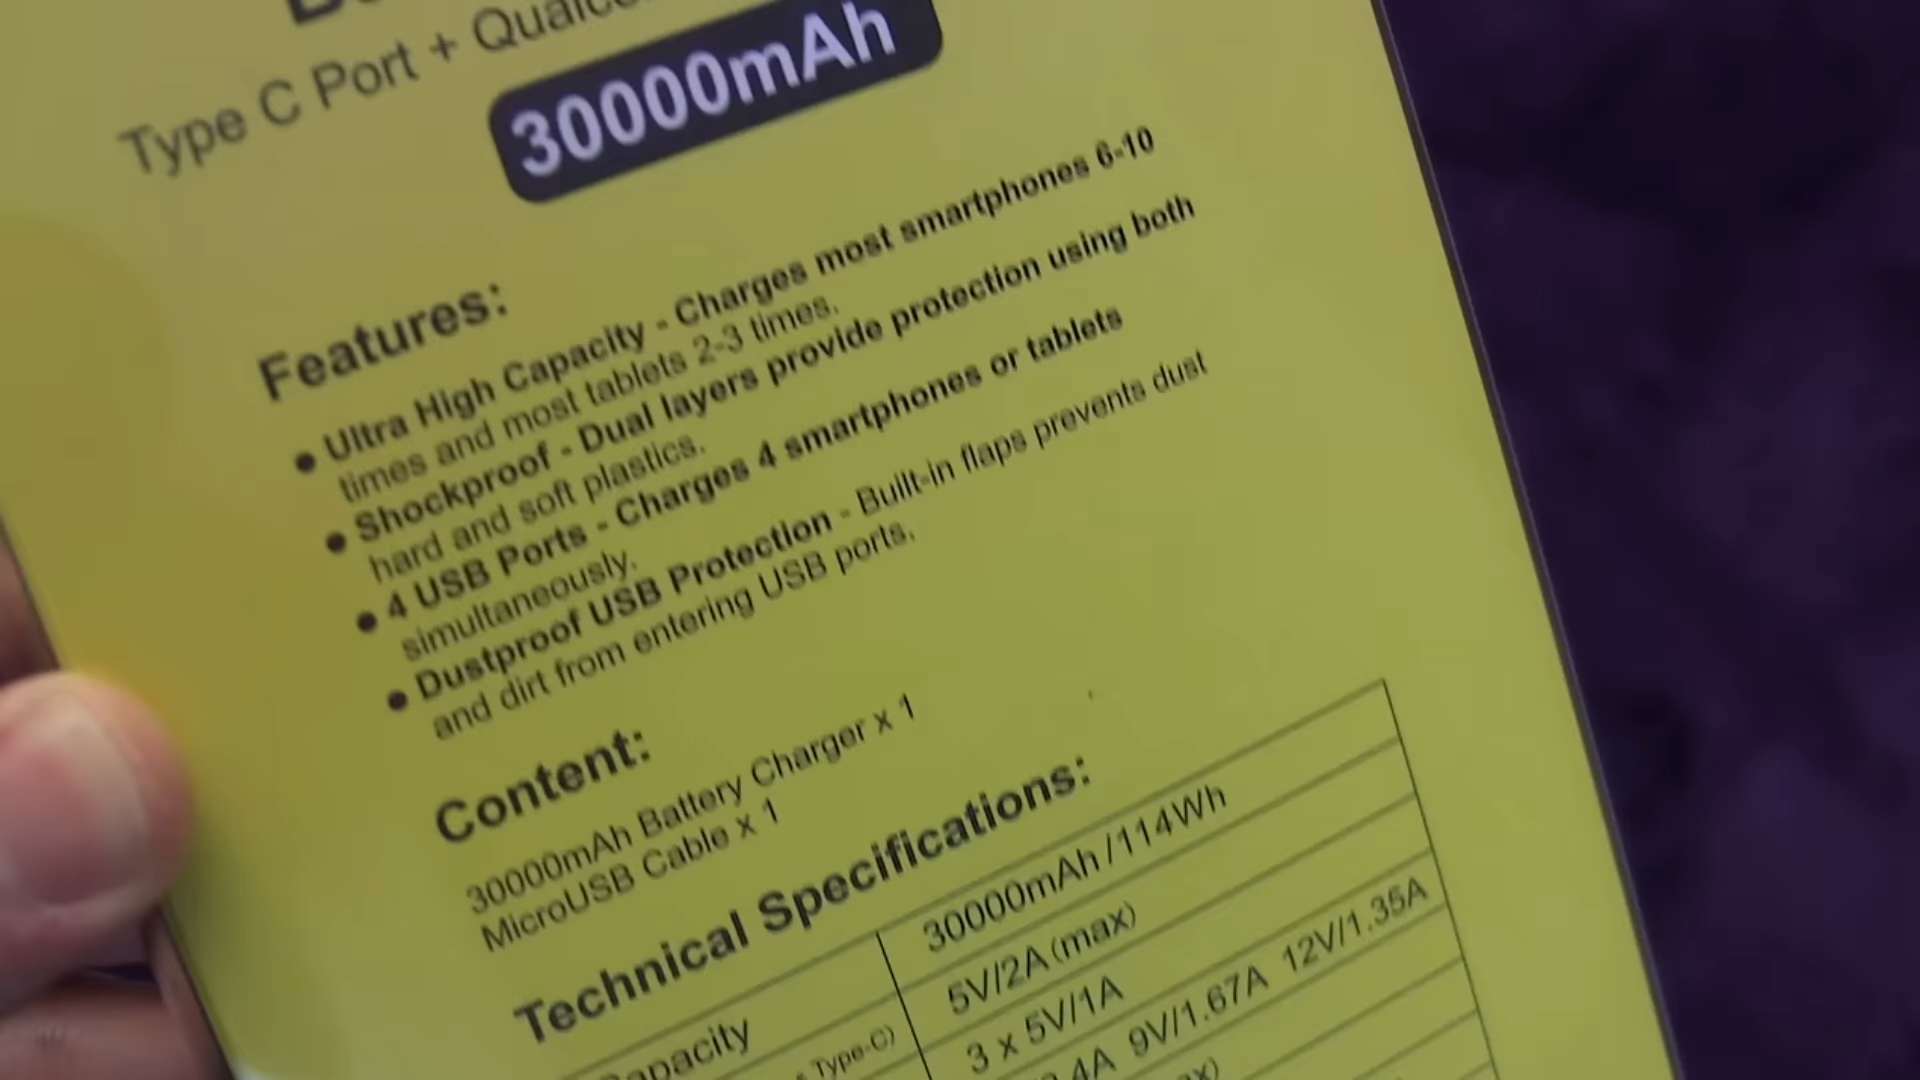 Type C Port + Qualc
30000mAh
Features:
● Ultra High Capacity - Charges most smartphones 6-10
times and most tablets 2-3 times.
● Shockproof - Dual layers provide protection using both
hard and soft plastics.
● 4 USB Ports - Charges 4 smartphones or tablets
simultaneously.
● Dustproof USB Protection - Built-in flaps prevents dust
and dirt from entering USB ports.
Content:
30000mAh Battery Charger x 1
MicroUSB Cable x 1
Technical Specifications:
apacity 30000mAh/114Wh
Type-C) 5V/2A(max)
3 x 5V/1A
.4A 9V/1.67A 12V/1.35A